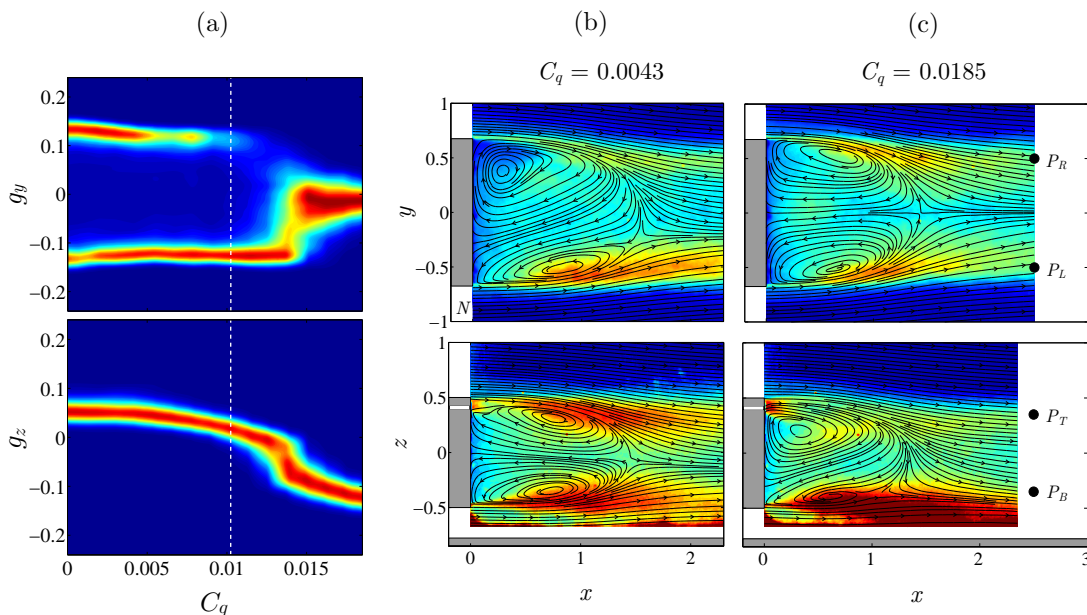 (a)
(b)
(c)
C_q = 0.0043
C_q = 0.0185
0.2
0.1
0
–0.1
–0.2
g_y
0.2
0.1
0
–0.1
–0.2
g_z
0
0.005
0.01
0.015
C_q
1
0.5
0
−0.5
−1
y
N
P_R
P_L
1
0.5
0
−0.5
z
P_T
P_B
0
1
2
x
0
1
2
3
x